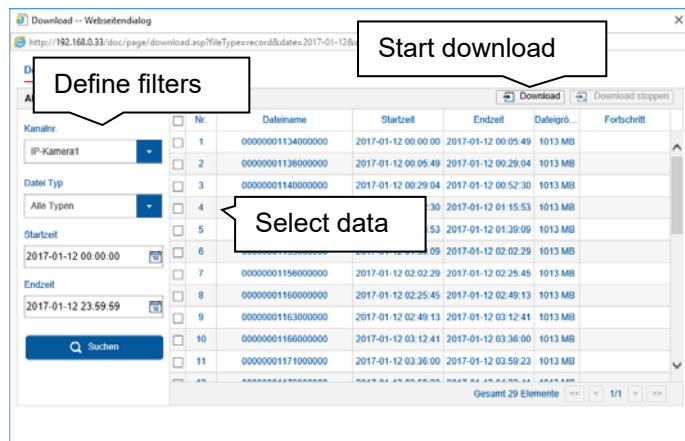 Download -- Webseitendialog
http://192.168.0.33/doc/page/download.asp?fileType=record&date=2017-01-12&
Start download
Define filters
Download
Download stoppen
Nr. Dateiname Startzeit Endzeit Dateigrö... Fortschritt
Kanalnr.
IP-Kamera1
Datei Typ
Alle Typen
Startzeit
2017-01-12 00:00:00
Endzeit
2017-01-12 23:59:59
Suchen
1 00000001134000000 2017-01-12 00:00:00 2017-01-12 00:05:49 1013 MB
2 00000001136000000 2017-01-12 00:05:49 2017-01-12 00:29:04 1013 MB
3 00000001140000000 2017-01-12 00:29:04 2017-01-12 00:52:30 1013 MB
4 :30 2017-01-12 01:15:53 1013 MB
Select data
5 :53 2017-01-12 01:39:09 1013 MB
6 :09 2017-01-12 02:02:29 1013 MB
7 00000001156000000 2017-01-12 02:02:29 2017-01-12 02:25:45 1013 MB
8 00000001160000000 2017-01-12 02:25:45 2017-01-12 02:49:13 1013 MB
9 00000001163000000 2017-01-12 02:49:13 2017-01-12 03:12:41 1013 MB
10 00000001166000000 2017-01-12 03:12:41 2017-01-12 03:36:00 1013 MB
11 00000001171000000 2017-01-12 03:36:00 2017-01-12 03:59:23 1013 MB
Gesamt 29 Elemente << < 1/1 > >>